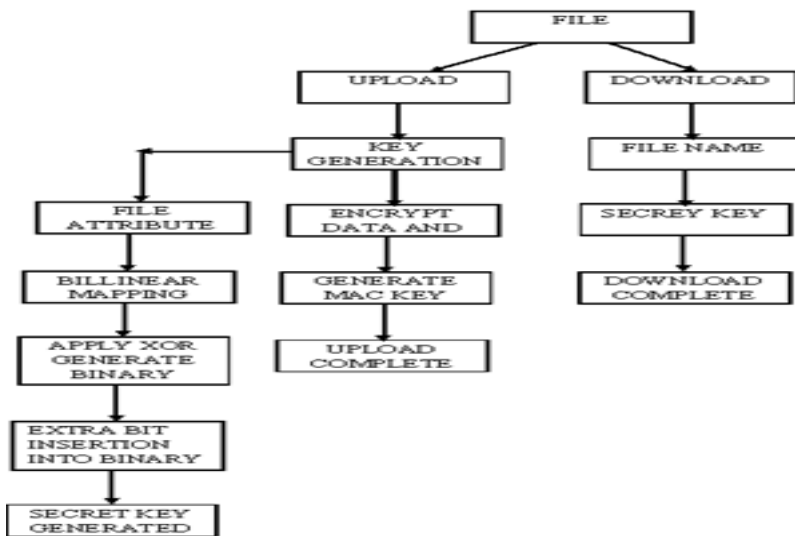 FILE
UPLOAD
DOWNLOAD
KEY
GENERATION
FILE NAME
FILE
ATTRIBUTE
ENCRYPT
DATA AND
SECREY KEY
BILLINEAR
MAPPING
GENERATE
MAC KEY
DOWNLOAD
COMPLETE
APPLY XOR
GENERATE
BINARY
UPLOAD
COMPLETE
EXTRA BIT
INSERTION
INTO BINARY
SECRET KEY
GENERATED